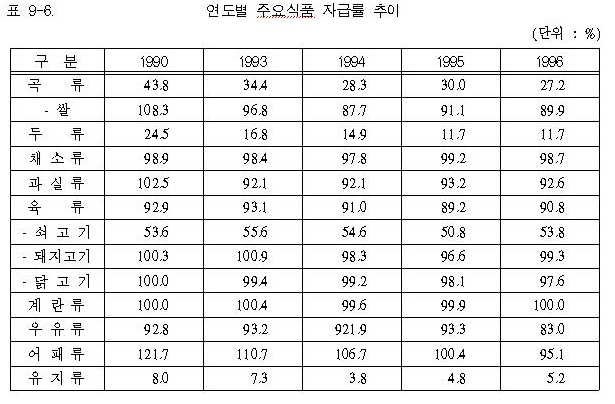 표 9-6. 연도별 주요식품 자급률 추이
(단위 : %)
구 분 1990 1993 1994 1995 1996
곡 류 43.8 34.4 28.3 30.0 27.2
- 쌀 108.3 96.8 87.7 91.1 89.9
두 류 24.5 16.8 14.9 11.7 11.7
채 소 류 98.9 98.4 97.8 99.2 98.7
과 실 류 102.5 92.1 92.1 93.2 92.6
육 류 92.9 93.1 91.0 89.2 90.8
- 쇠 고 기 53.6 55.6 54.6 50.8 53.8
- 돼지고기 100.3 100.9 98.3 96.6 99.3
- 닭 고 기 100.0 99.4 99.2 98.1 97.6
계 란 류 100.0 100.4 99.6 99.9 100.0
우 유 류 92.8 93.2 921.9 93.3 83.0
어 패 류 121.7 110.7 106.7 100.4 95.1
유 지 류 8.0 7.3 3.8 4.8 5.2